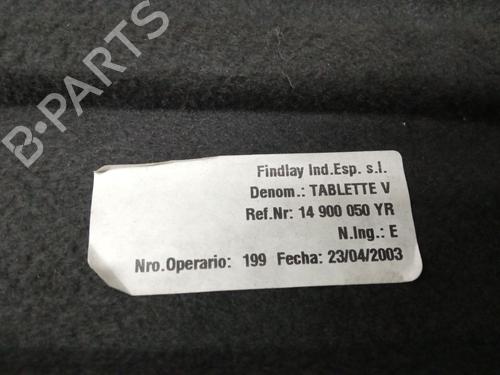 B-PARTS
Findlay Ind.Esp. s.l.
Denom.: TABLETTE V
Ref.Nr: 14 900 050 YR
N.Ing.: E
Nro.Operario: 199 Fecha: 23/04/2003